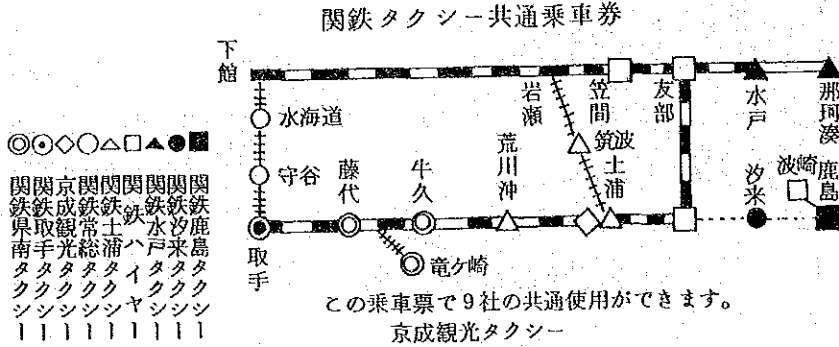 関鉄タクシー共通乗車券
下館
岩瀬
笠間
友部
水戸
那珂湊
水海道
筑波
守谷
藤代
牛久
荒川沖
土浦
汐来
波崎
鹿島
取手
竜ケ崎
◎関鉄県南タクシー
☉関鉄取手タクシー
◇京成観光タクシー
○関鉄常総タクシー
△関鉄土浦タクシー
□関鉄ハイヤー
▲関鉄水戸タクシー
●関鉄汐来タクシー
■関鉄鹿島タクシー
この乗車票で9社の共通使用ができます。
京成観光タクシー